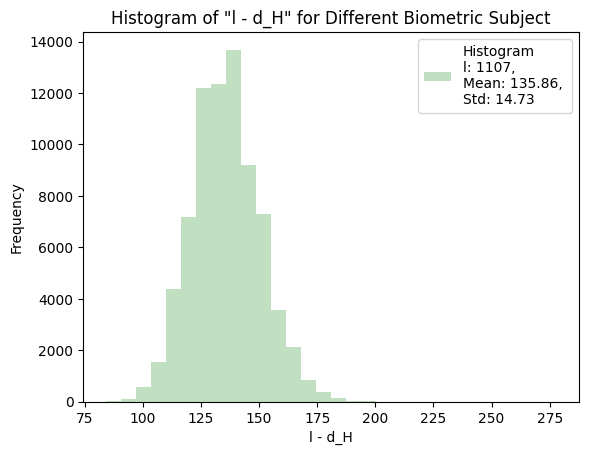 Histogram of "l - d_H" for Different Biometric Subject
Histogram
l: 1107,
Mean: 135.86,
Std: 14.73
Frequency
14000
12000
10000
8000
6000
4000
2000
0
75 100 125 150 175 200 225 250 275
l - d_H